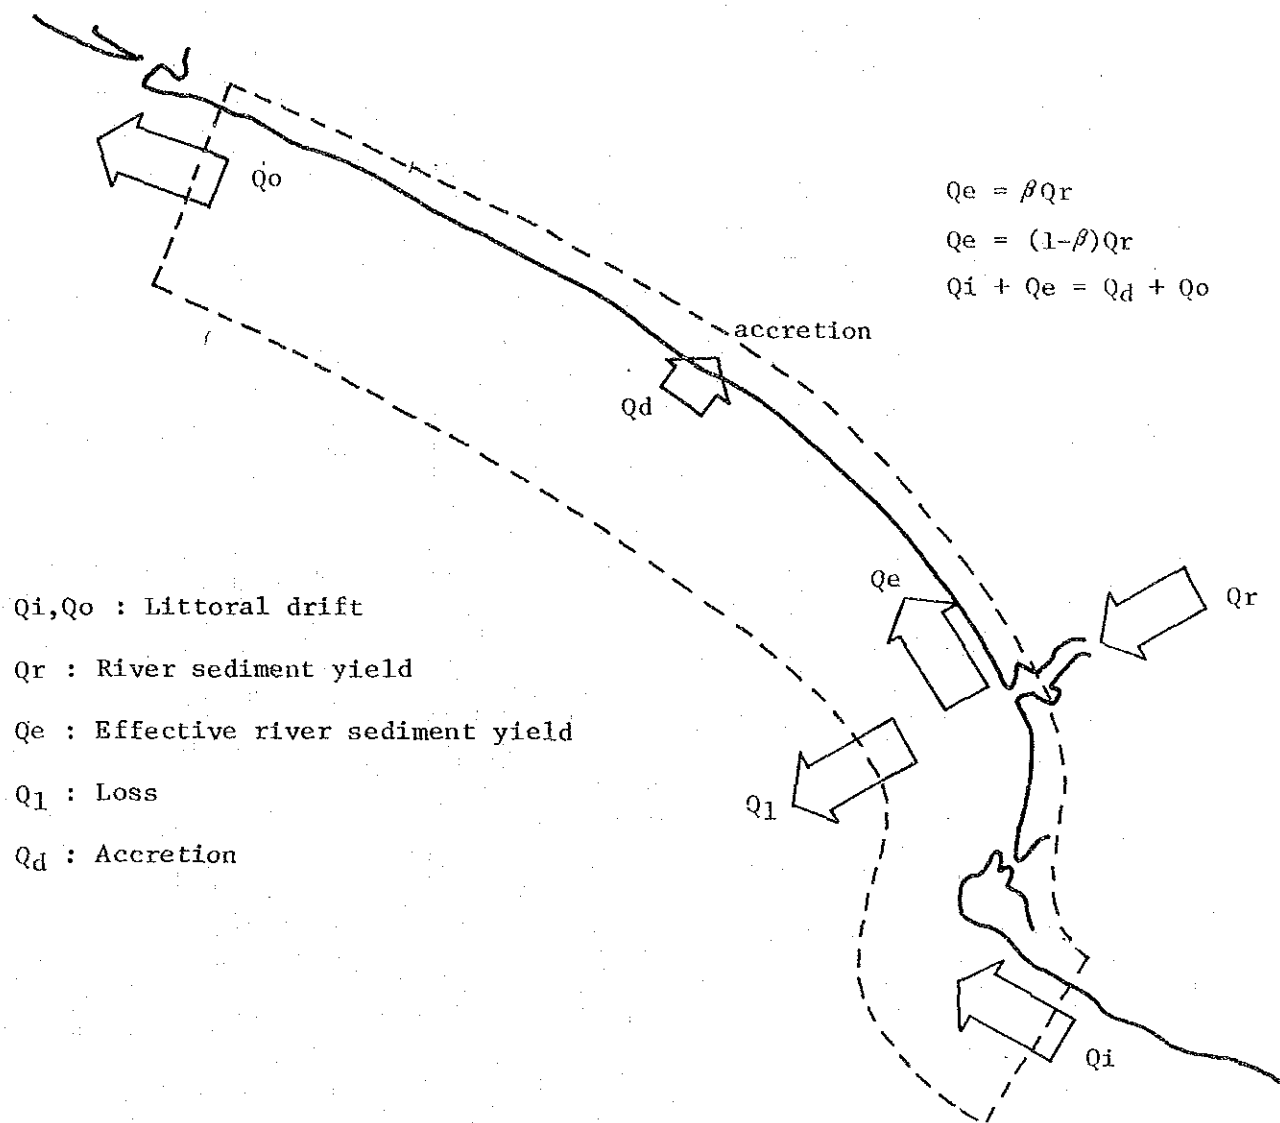 Qo
Qe = βQr
Qe = (1-β)Qr
Qi + Qe = Qd + Qo
accretion
Qd
Qe
Qr
Qi,Qo : Littoral drift
Qr : River sediment yield
Qe : Effective river sediment yield
Q1 : Loss
Qd : Accretion
Q1
Qi